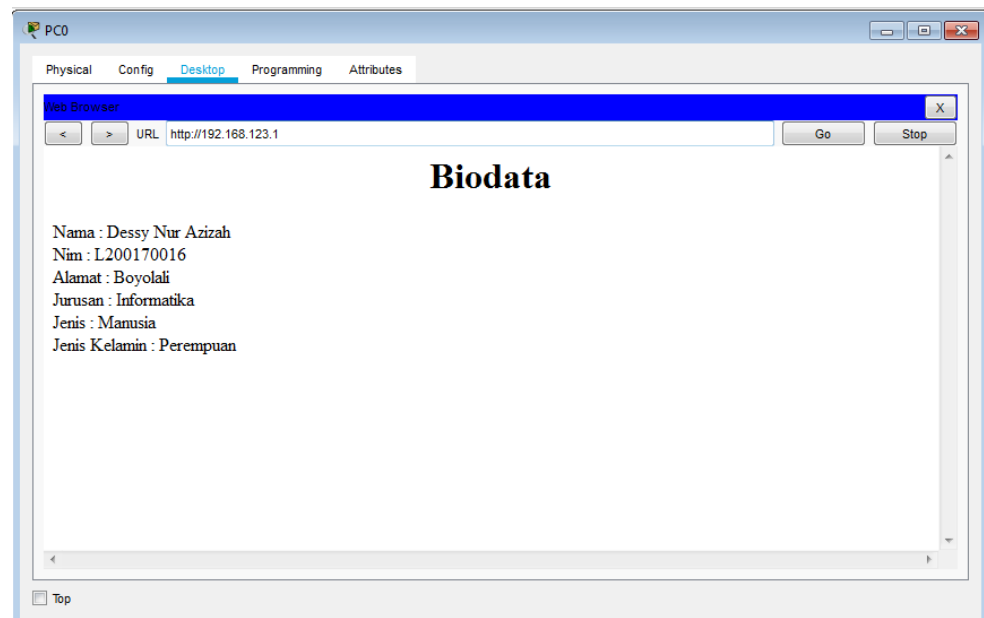 PC0
Physical Config Desktop Programming Attributes
Web Browser X
< > URL http://192.168.123.1 Go Stop
Biodata
Nama : Dessy Nur Azizah
Nim : L200170016
Alamat : Boyolali
Jurusan : Informatika
Jenis : Manusia
Jenis Kelamin : Perempuan
Top